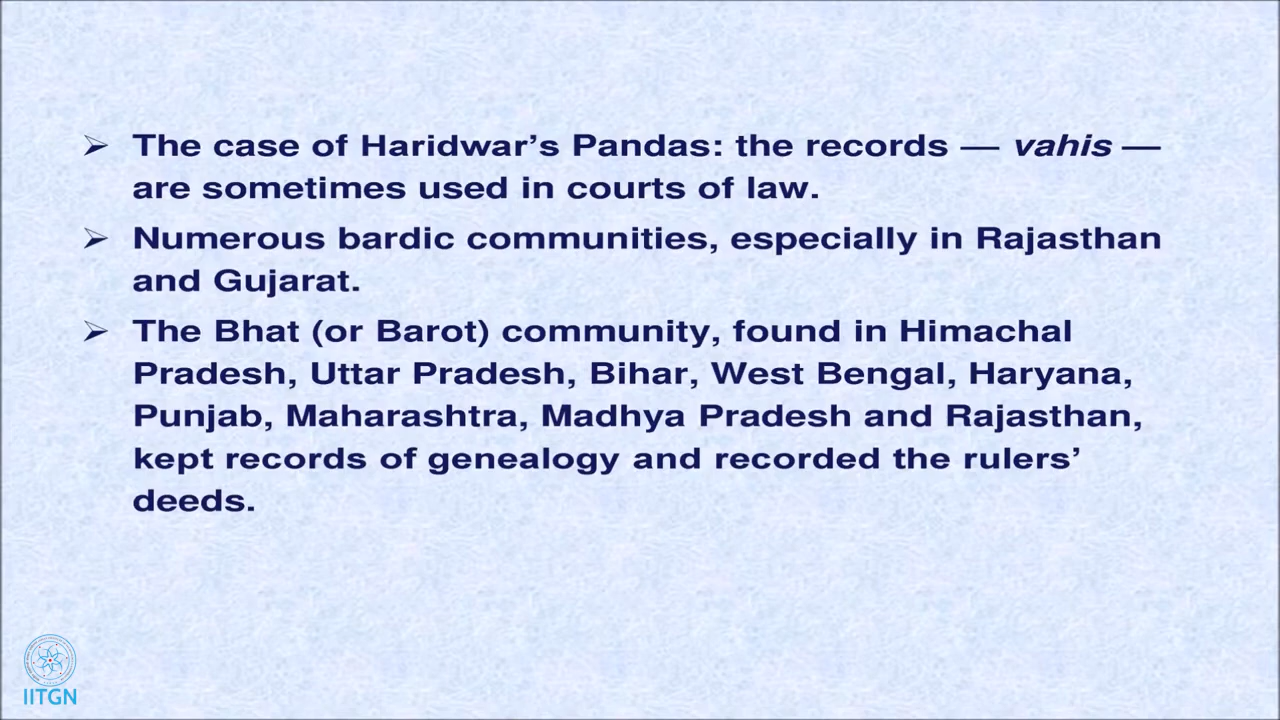 ➢ The case of Haridwar’s Pandas: the records — vahis —
are sometimes used in courts of law.
➢ Numerous bardic communities, especially in Rajasthan
and Gujarat.
➢ The Bhat (or Barot) community, found in Himachal
Pradesh, Uttar Pradesh, Bihar, West Bengal, Haryana,
Punjab, Maharashtra, Madhya Pradesh and Rajasthan,
kept records of genealogy and recorded the rulers’
deeds.
IITGN